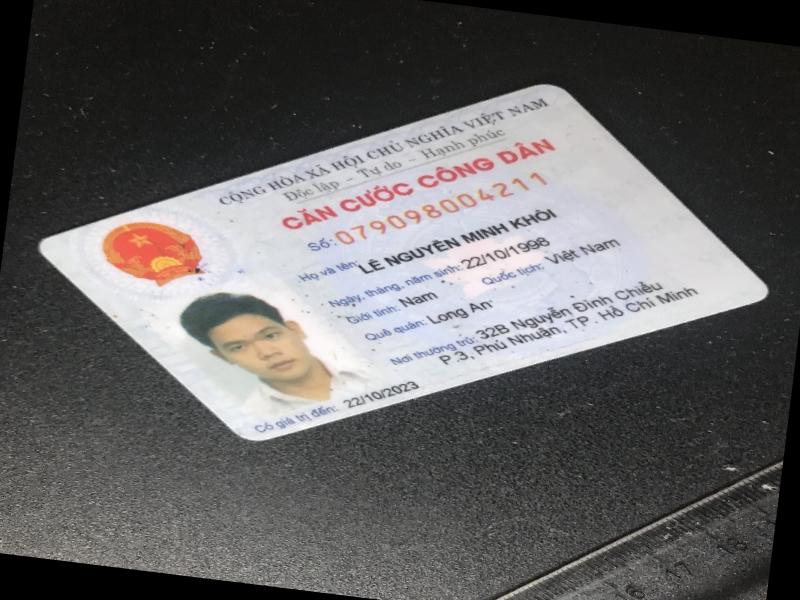 CỘNG HÒA XÃ HỘI CHỦ NGHĨA VIỆT NAM
Độc lập - Tự do - Hạnh phúc
CĂN CƯỚC CÔNG DÂN
Số: 079098004211
Họ và tên: LÊ NGUYÊN MINH KHÔI
Ngày, tháng, năm sinh: 22/10/1998
Giới tính: Nam Quốc tịch: Việt Nam
Quê quán: Long An
Nơi thường trú: 32B Nguyễn Đình Chiểu
P.3, Phú Nhuận, TP. Hồ Chí Minh
Có giá trị đến: 22/10/2023
16 17 18